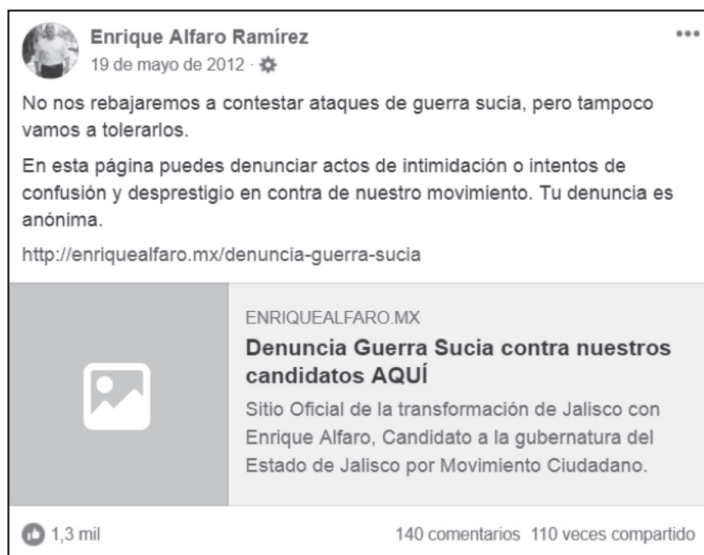 Enrique Alfaro Ramírez
19 de mayo de 2012 ·
No nos rebajaremos a contestar ataques de guerra sucia, pero tampoco
vamos a tolerarlos.
En esta página puedes denunciar actos de intimidación o intentos de
confusión y desprestigio en contra de nuestro movimiento. Tu denuncia es
anónima.
http://enriquealfaro.mx/denuncia-guerra-sucia
ENRIQUEALFARO.MX
Denuncia Guerra Sucia contra nuestros
candidatos AQUÍ
Sitio Oficial de la transformación de Jalisco con
Enrique Alfaro, Candidato a la gubernatura del
Estado de Jalisco por Movimiento Ciudadano.
1,3 mil 140 comentarios 110 veces compartido